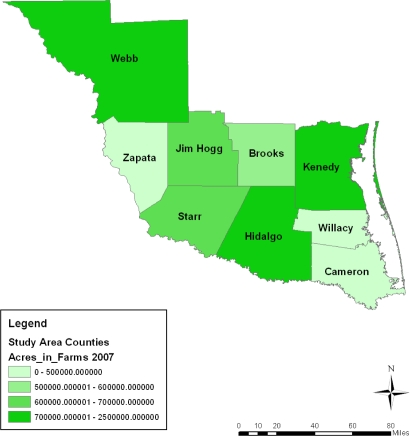 Webb
Zapata
Jim Hogg
Brooks
Kenedy
Starr
Hidalgo
Willacy
Cameron
Legend
Study Area Counties
Acres_in_Farms 2007
0 - 500000.000000
500000.000001 - 600000.000000
600000.000001 - 700000.000000
700000.000001 - 2500000.000000
N
0 5 10 20 40 60 80
Miles